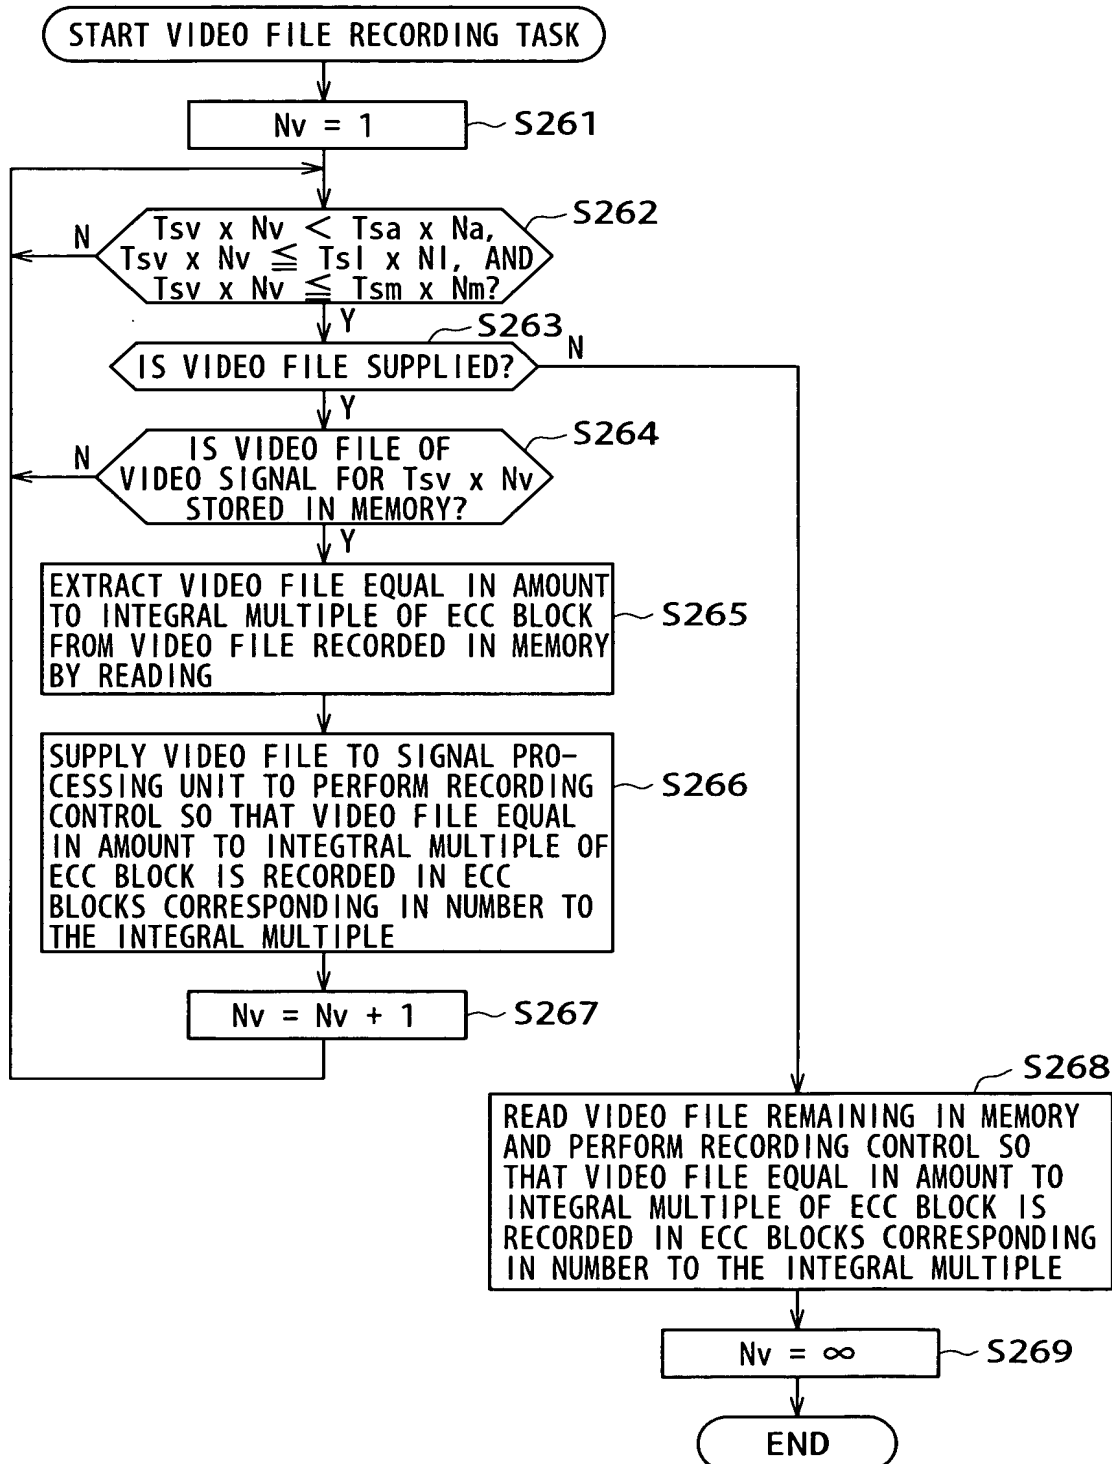 START VIDEO FILE RECORDING TASK
Nv = 1
S261
S262
Tsv x Nv < Tsa x Na,
Tsv x Nv ≦ Tsl x Nl, AND
Tsv x Nv ≦ Tsm x Nm?
N
Y
S263
IS VIDEO FILE SUPPLIED?
N
Y
S264
IS VIDEO FILE OF
VIDEO SIGNAL FOR Tsv x Nv
STORED IN MEMORY?
N
Y
EXTRACT VIDEO FILE EQUAL IN AMOUNT
TO INTEGRAL MULTIPLE OF ECC BLOCK
FROM VIDEO FILE RECORDED IN MEMORY
BY READING
S265
SUPPLY VIDEO FILE TO SIGNAL PRO-
CESSING UNIT TO PERFORM RECORDING
CONTROL SO THAT VIDEO FILE EQUAL
IN AMOUNT TO INTEGTRAL MULTIPLE OF
ECC BLOCK IS RECORDED IN ECC
BLOCKS CORRESPONDING IN NUMBER TO
THE INTEGRAL MULTIPLE
S266
Nv = Nv + 1
S267
S268
READ VIDEO FILE REMAINING IN MEMORY
AND PERFORM RECORDING CONTROL SO
THAT VIDEO FILE EQUAL IN AMOUNT TO
INTEGRAL MULTIPLE OF ECC BLOCK IS
RECORDED IN ECC BLOCKS CORRESPONDING
IN NUMBER TO THE INTEGRAL MULTIPLE
Nv = ∞
S269
END